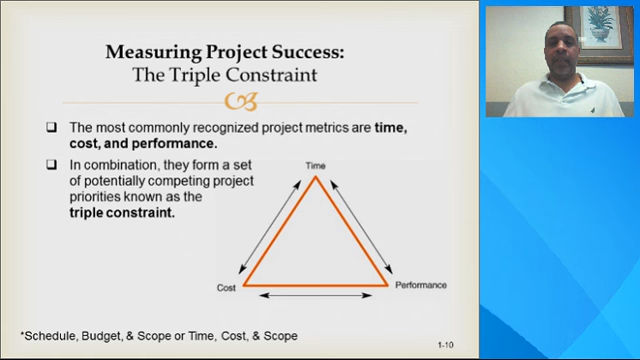 Measuring Project Success:
The Triple Constraint
The most commonly recognized project metrics are time,
cost, and performance.
In combination, they form a set
of potentially competing project
priorities known as the
triple constraint.
Time
Cost
Performance
*Schedule, Budget, & Scope or Time, Cost, & Scope
1-10